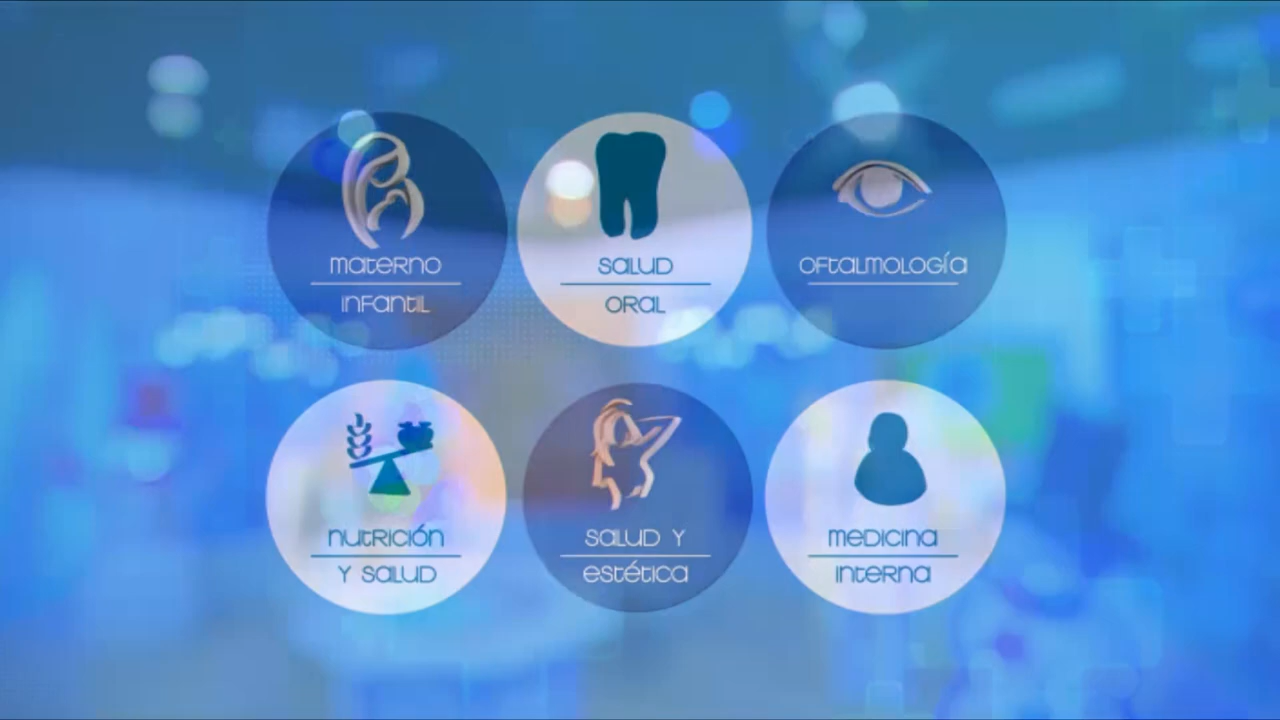 materno
infantil
salud
oral
oftalmología
nutrición
y salud
salud y
estética
medicina
interna